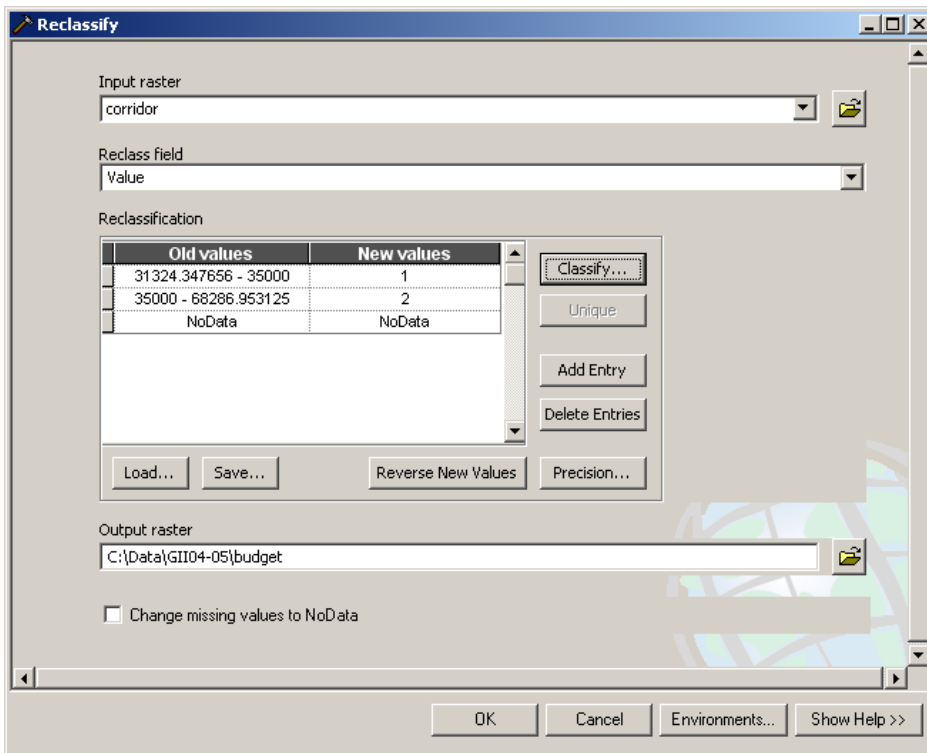 Reclassify
Input raster
corridor
Reclass field
Value
Reclassification
Old values New values
31324.347656 - 35000 1
35000 - 68286.953125 2
NoData NoData
Classify...
Unique
Add Entry
Delete Entries
Load... Save... Reverse New Values Precision...
Output raster
C:\Data\GII04-05\budget
Change missing values to NoData
OK Cancel Environments... Show Help >>